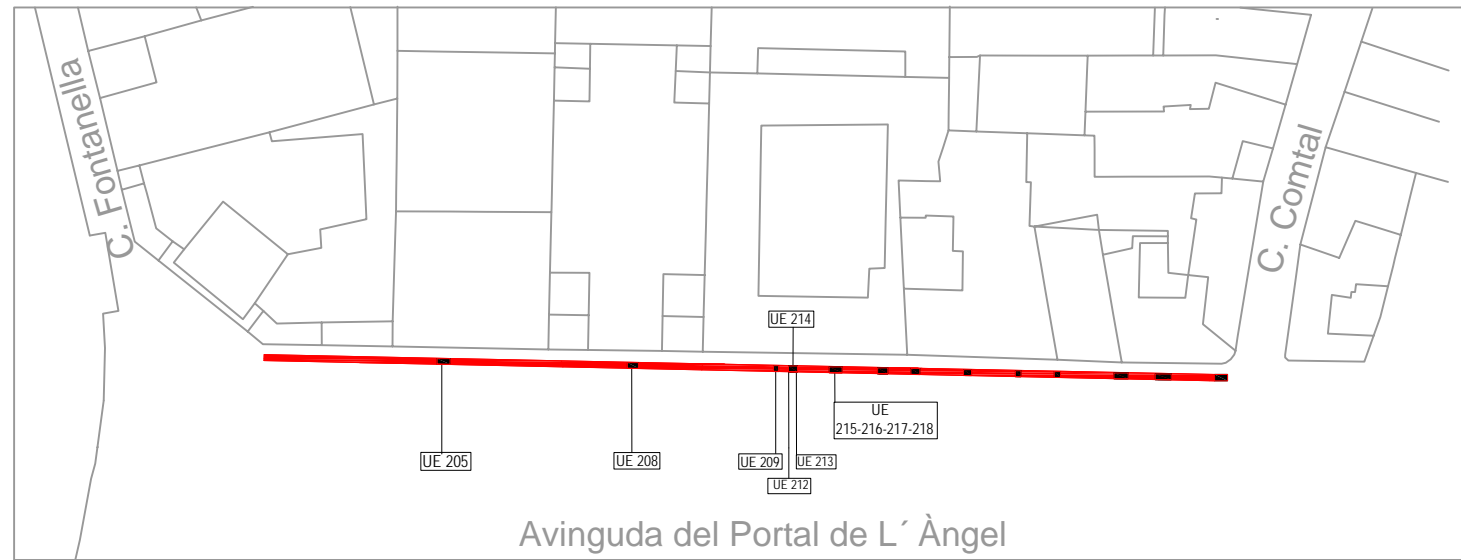 C. Fontanella
C. Comtal
UE 214
UE
215-216-217-218
UE 205
UE 208
UE 209
UE 213
UE 212
Avinguda del Portal de L´ Àngel